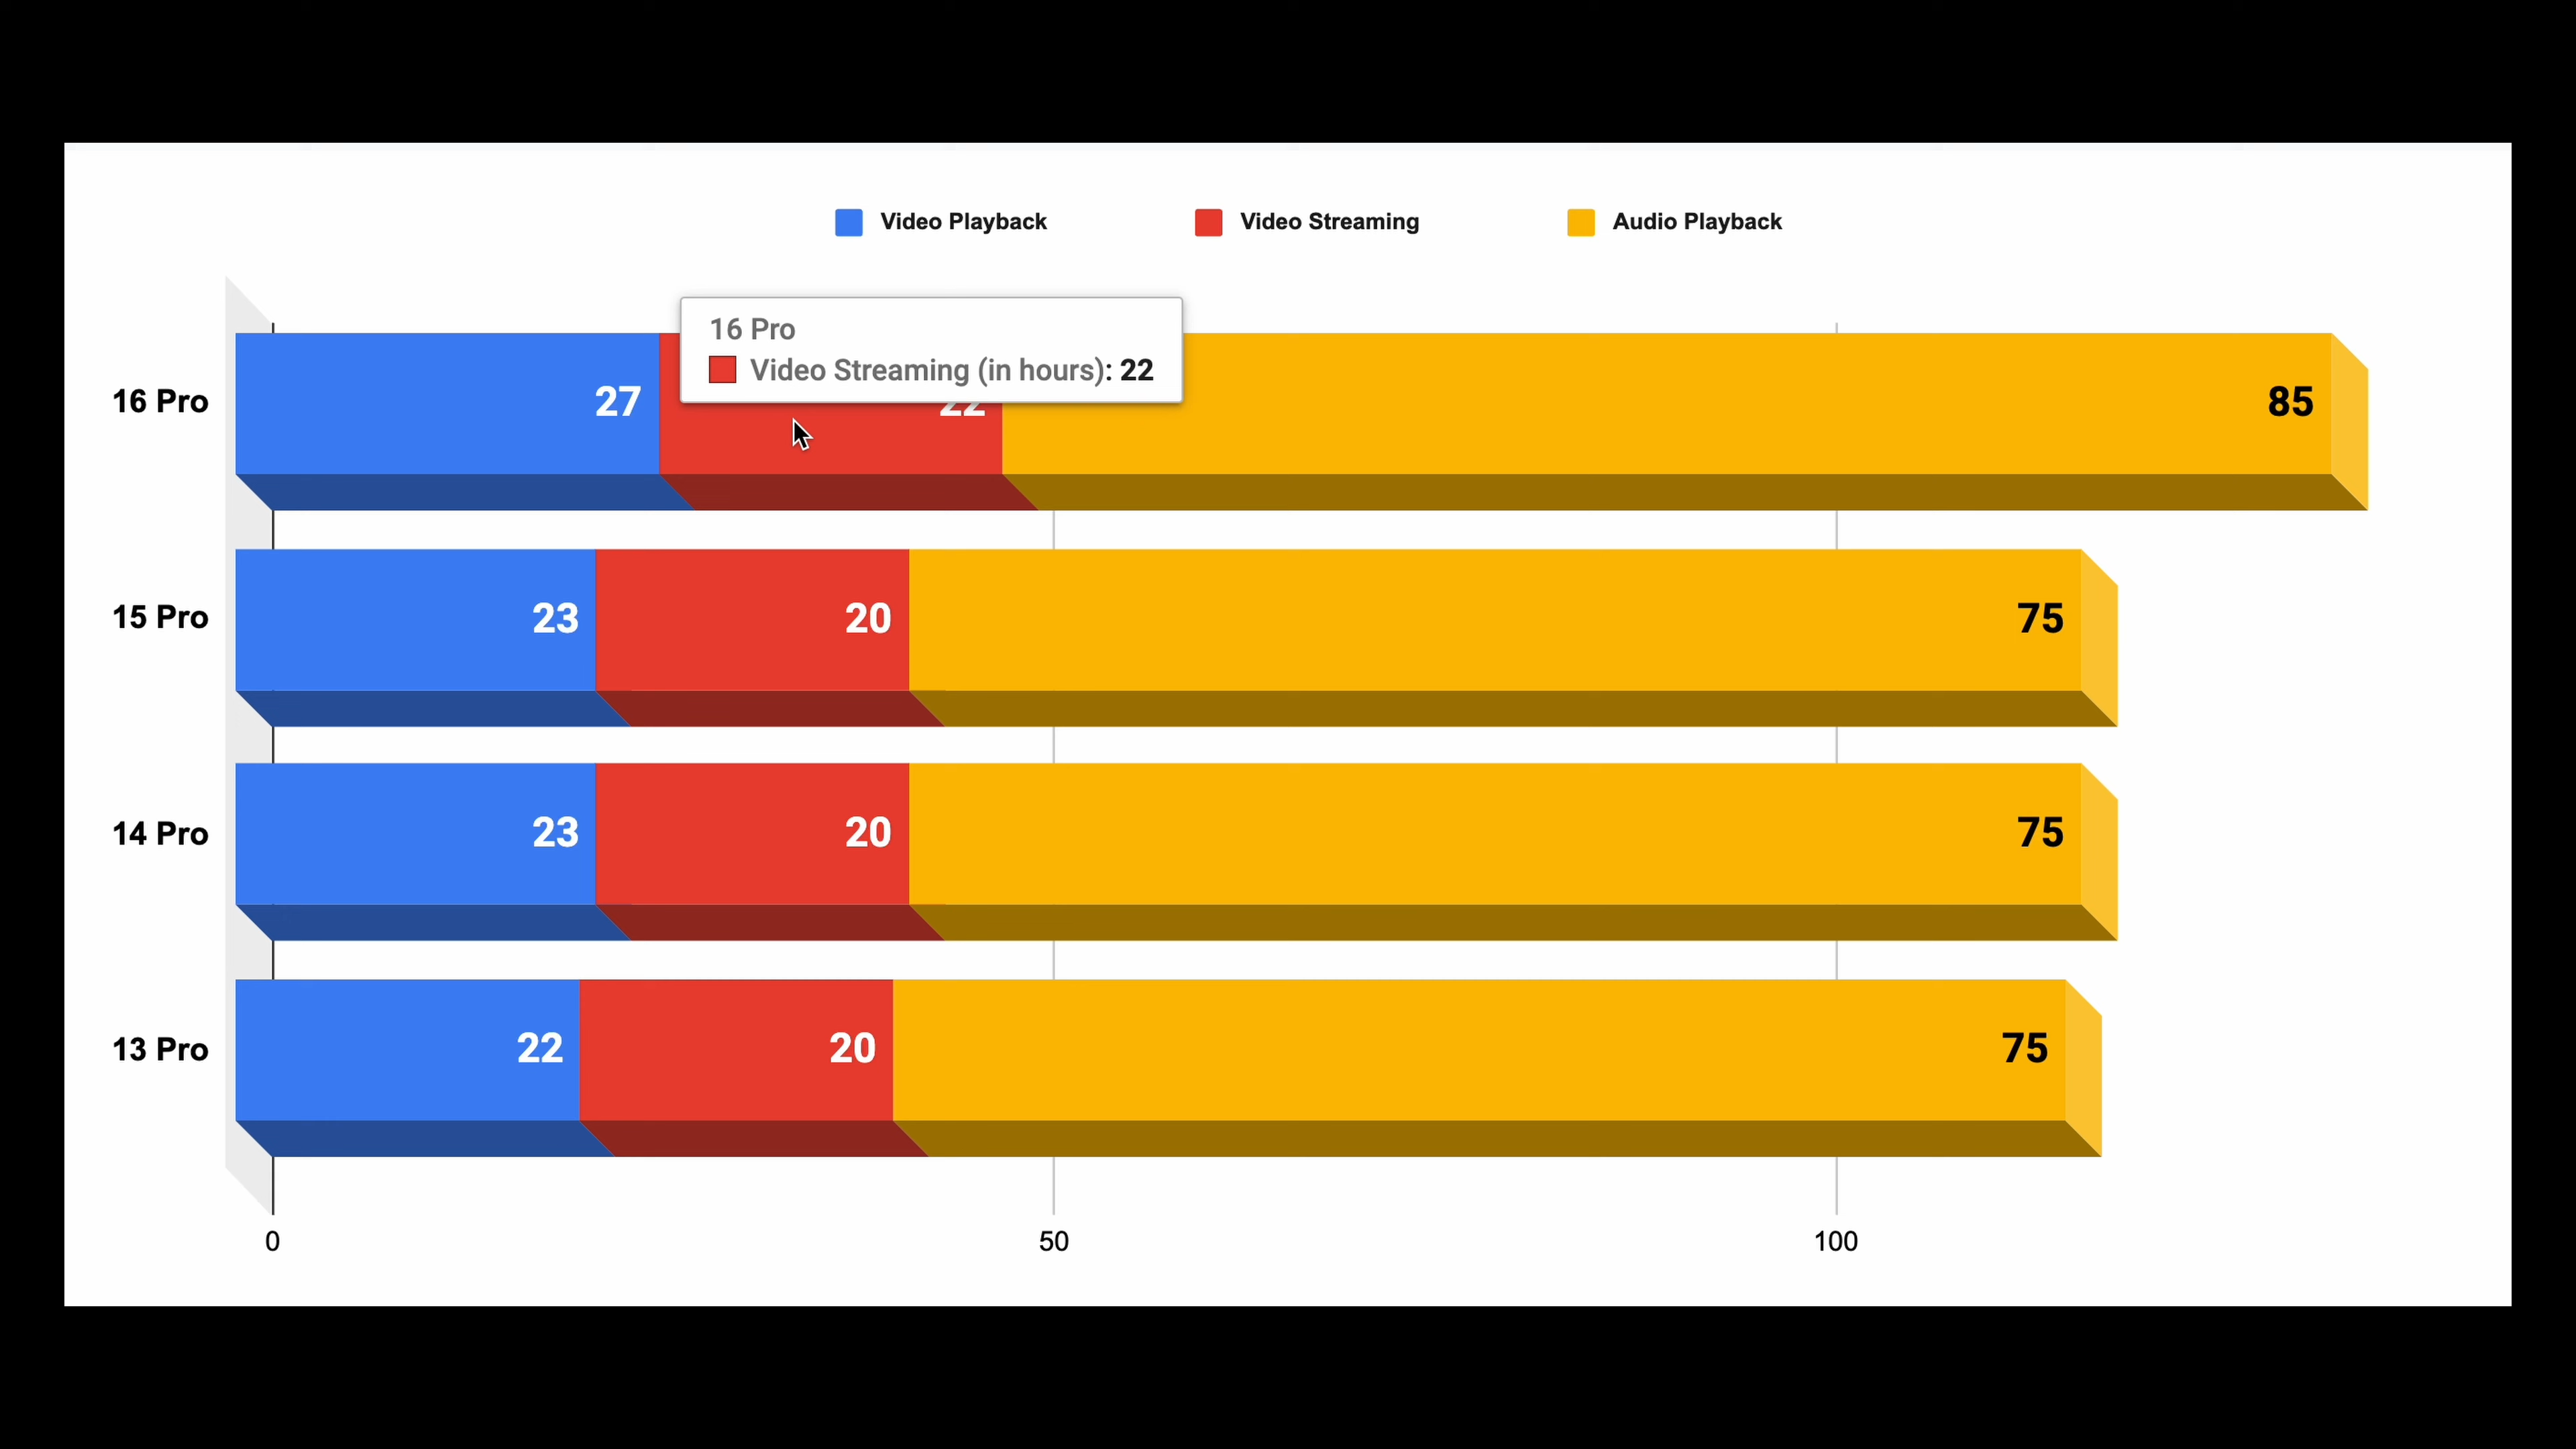 Video Playback
Video Streaming
Audio Playback
16 Pro
Video Streaming (in hours): 22
16 Pro
27
22
85
15 Pro
23
20
75
14 Pro
23
20
75
13 Pro
22
20
75
0
50
100